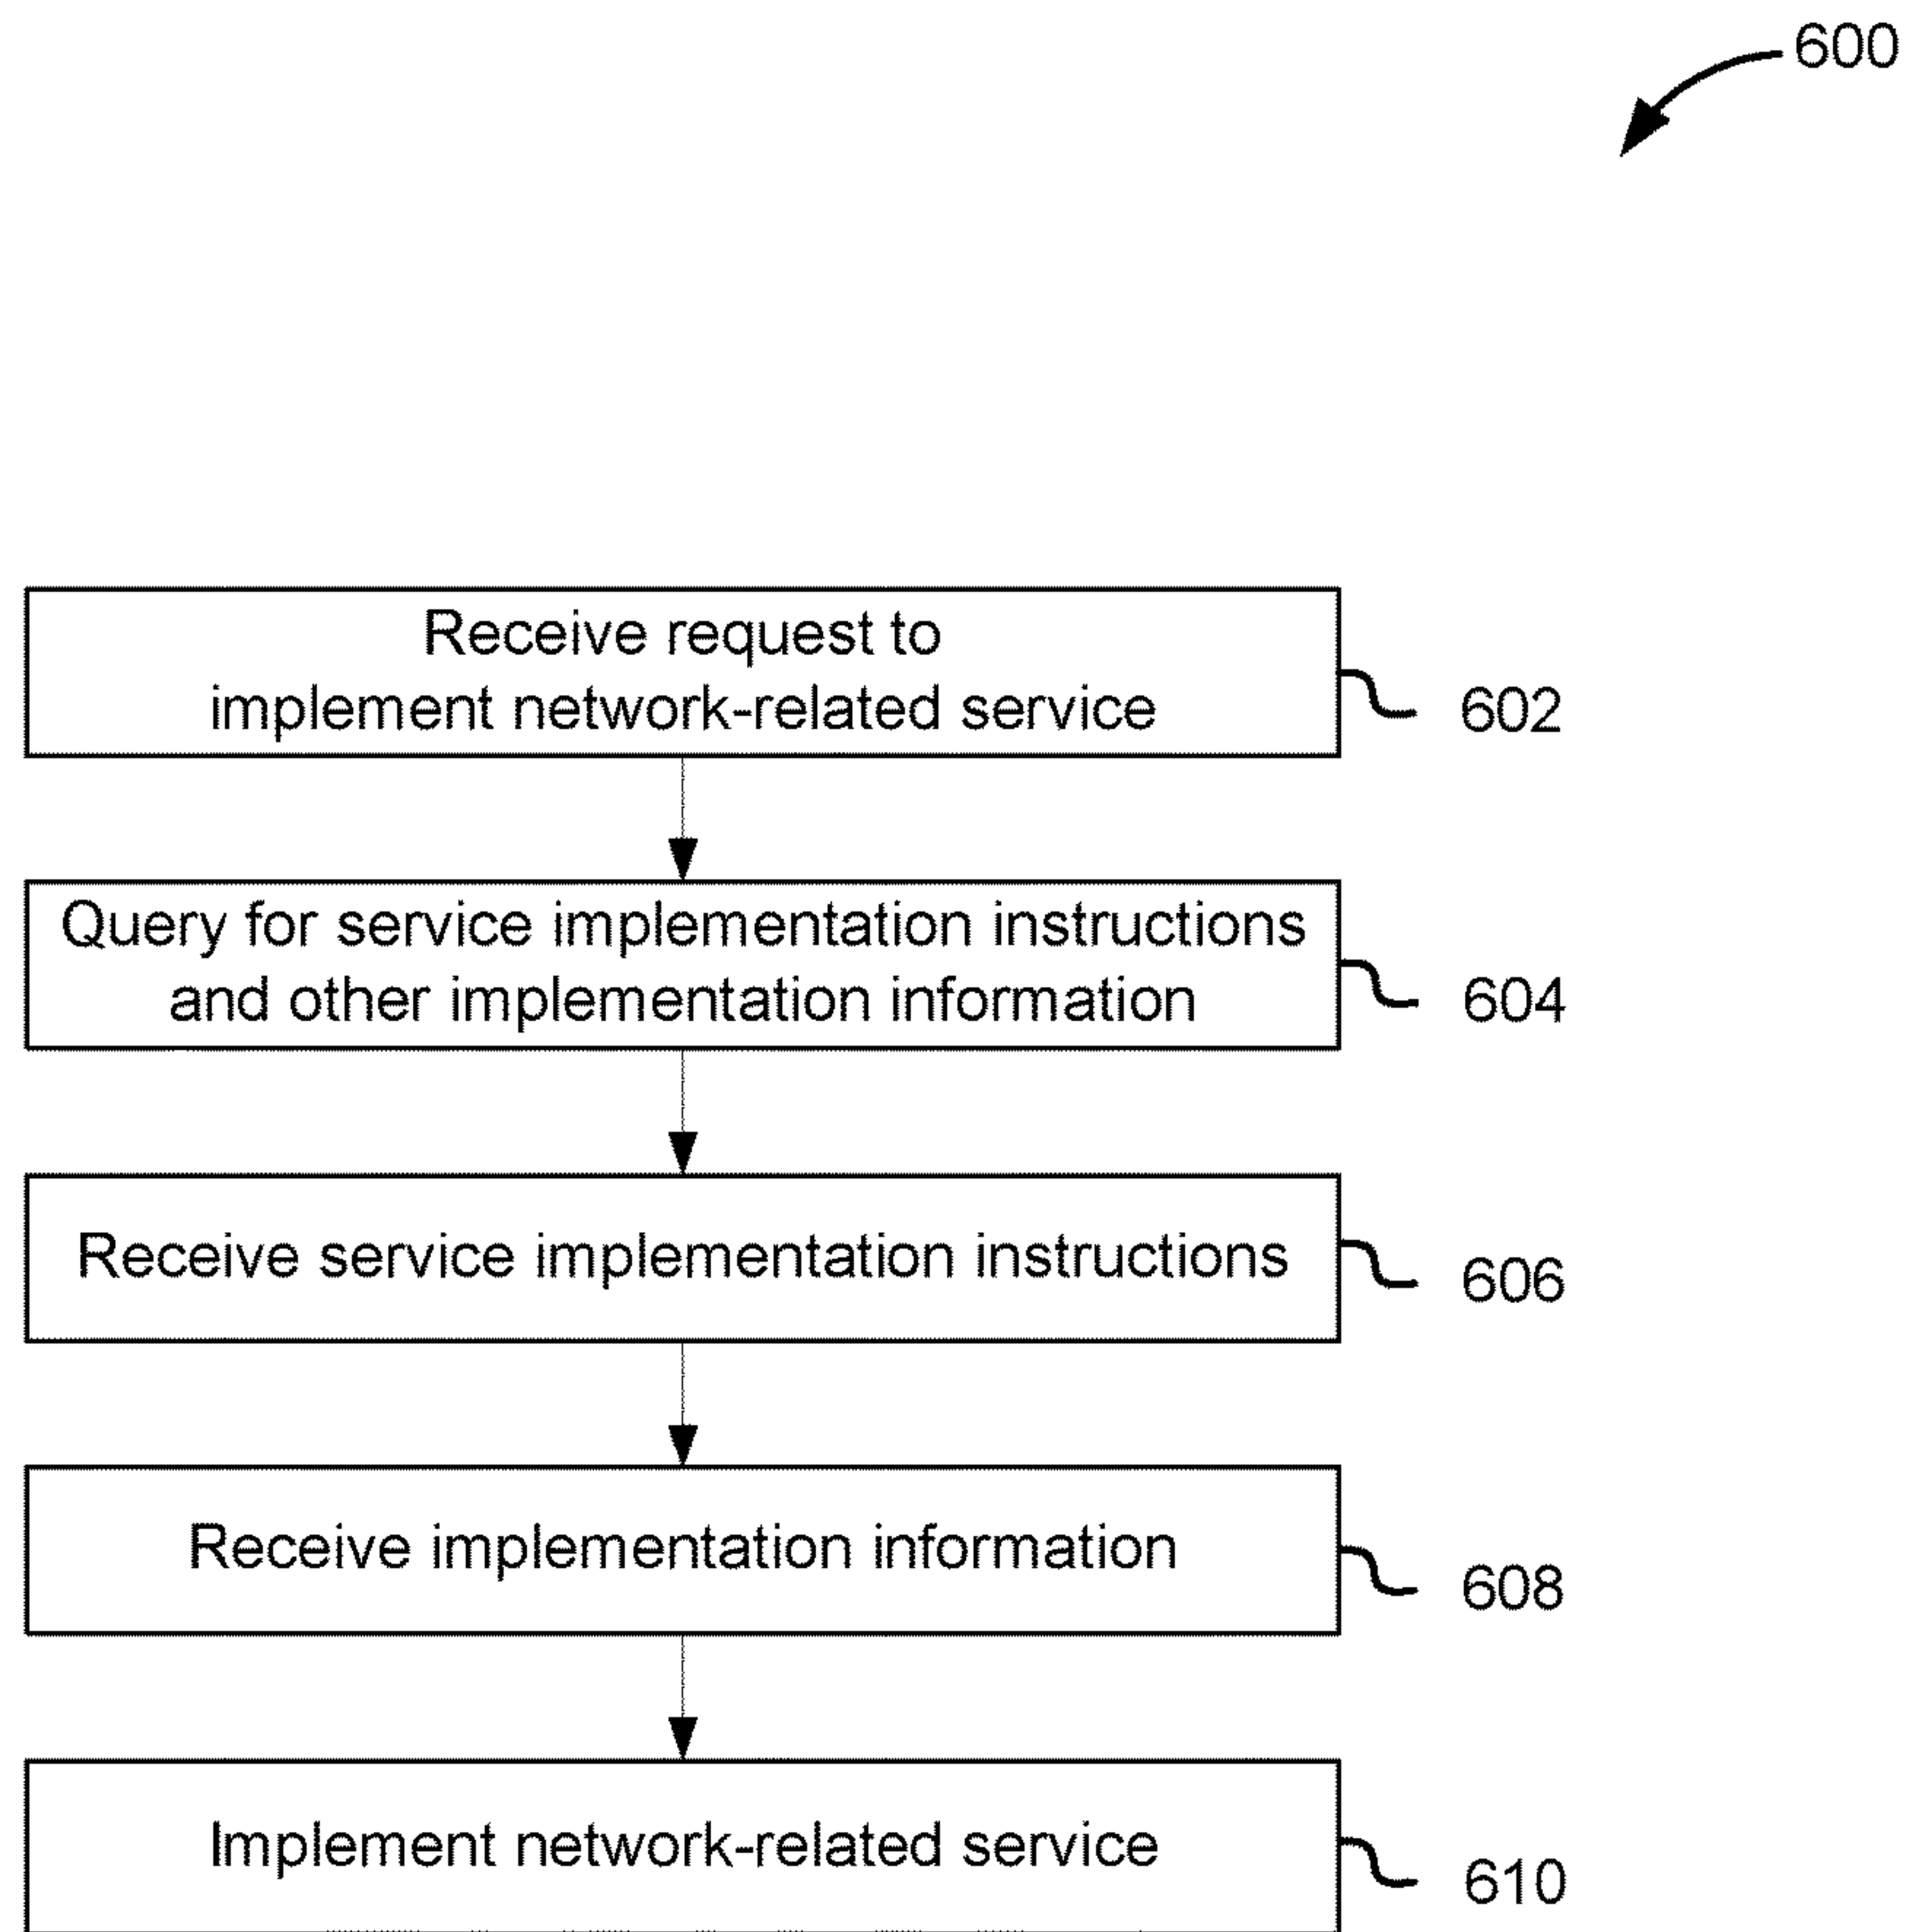 600
Receive request to
implement network-related service
602
Query for service implementation instructions
and other implementation information
604
Receive service implementation instructions
606
Receive implementation information
608
Implement network-related service
610